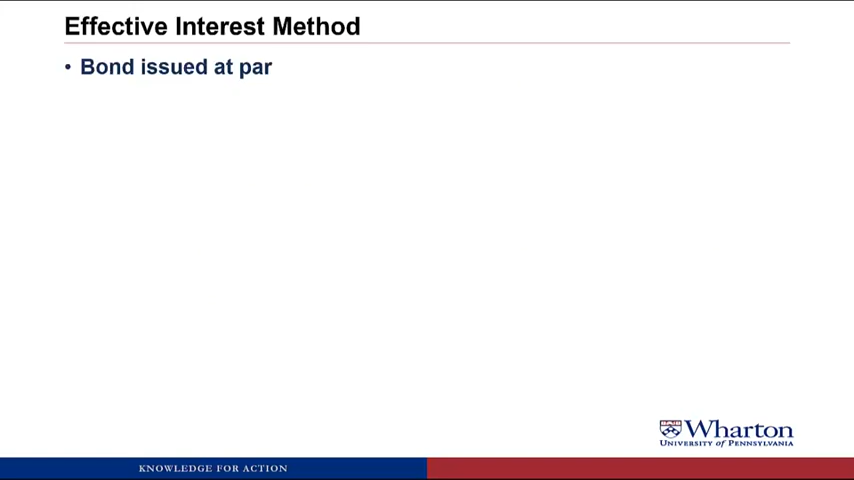 Effective Interest Method
• Bond issued at par
Wharton
UNIVERSITY OF PENNSYLVANIA
KNOWLEDGE FOR ACTION